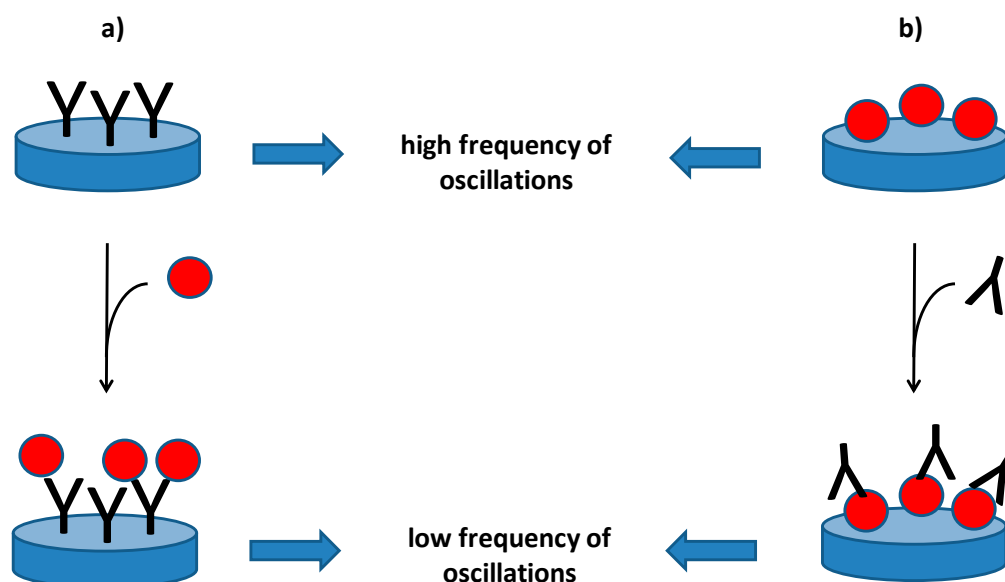 a)
b)
high frequency of
oscillations
low frequency of
oscillations